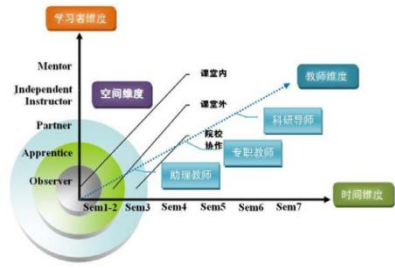 学习者维度
Mentor
Independent
Instructor
Partner
Apprentice
Observer
空间维度
课堂内
课堂外
院校
协作
教师维度
科研导师
专职教师
助理教师
时间维度
Sem1-2
Sem3
Sem4
Sem5
Sem6
Sem7